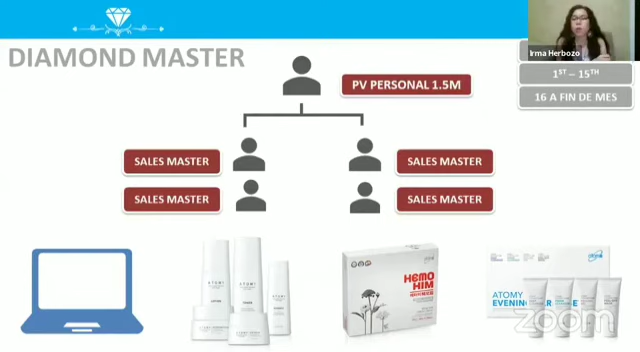 DIAMOND MASTER
Irma Herbozo
1ST – 15TH
16 A FIN DE MES
PV PERSONAL 1.5M
SALES MASTER
SALES MASTER
SALES MASTER
SALES MASTER
ATOMY
HEMO
HIM
ATOMY
EVENING
zoom